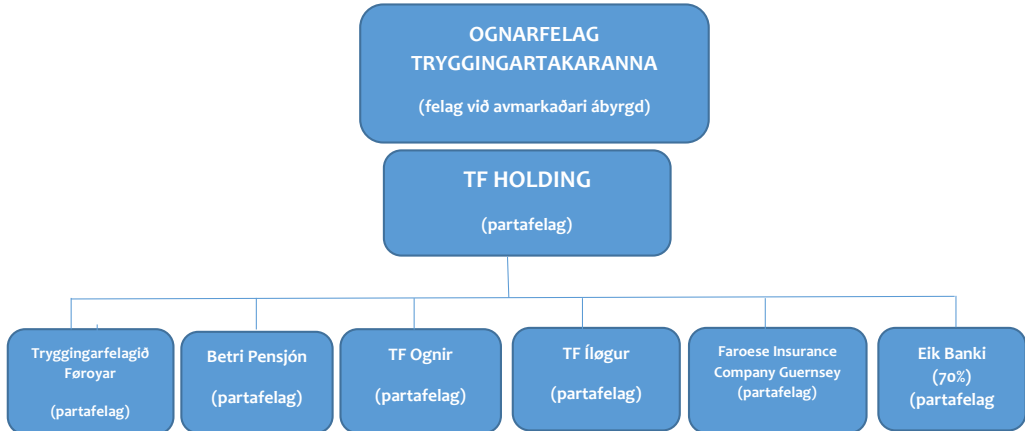 OGNARFELAG
TRYGGINGARTAKARANNA
(felag við avmarkaðari ábyrgd)
TF HOLDING
(partafelag)
Tryggingarfelagið
Føroyar
(partafelag)
Betri Pensjón
(partafelag)
TF Ognir
(partafelag)
TF Íløgur
(partafelag)
Faroese Insurance
Company Guernsey
(partafelag)
Eik Banki
(70%)
(partafelag